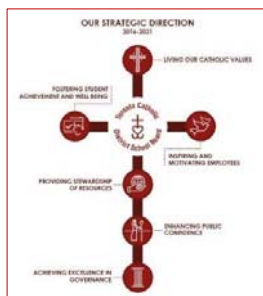 OUR STRATEGIC DIRECTION
2016-2021
LIVING OUR CATHOLIC VALUES
FOSTERING STUDENT
ACHIEVEMENT AND WELL-BEING
Toronto Catholic
District School Board
INSPIRING AND
MOTIVATING EMPLOYEES
PROVIDING STEWARDSHIP
OF RESOURCES
ENHANCING PUBLIC
CONFIDENCE
ACHIEVING EXCELLENCE IN
GOVERNANCE